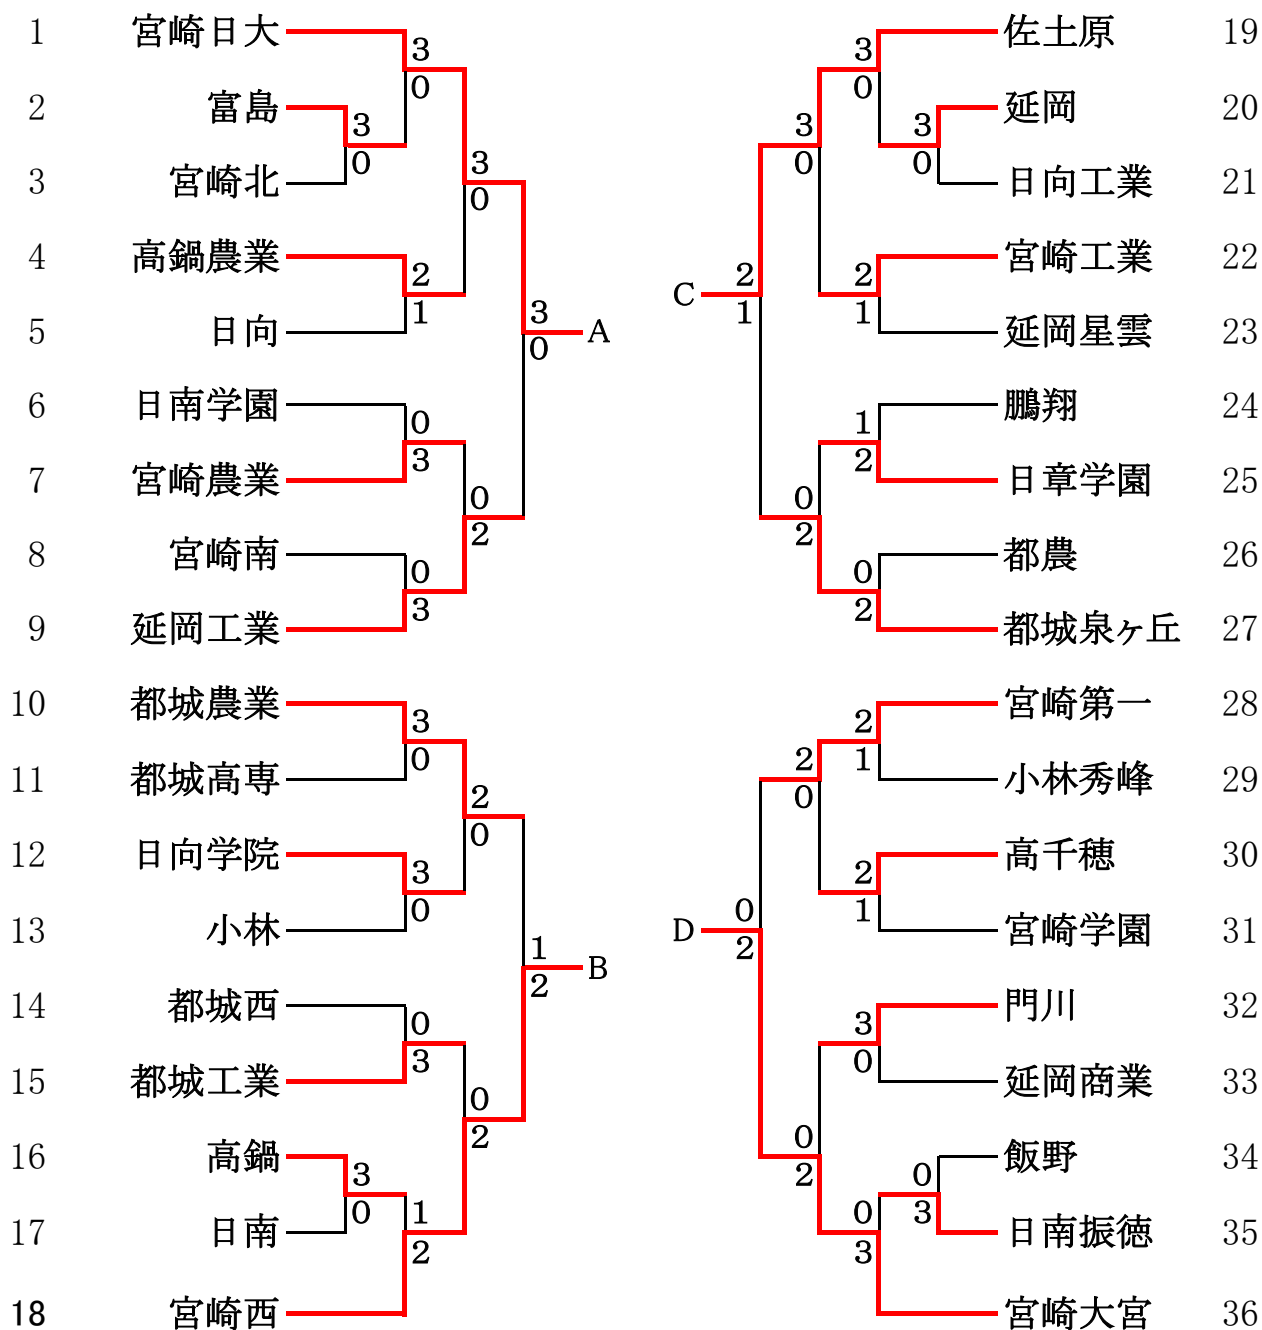 1 宮崎日大
2 富島
3 宮崎北
4 高鍋農業
5 日向
6 日南学園
7 宮崎農業
8 宮崎南
9 延岡工業
10 都城農業
11 都城高専
12 日向学院
13 小林
14 都城西
15 都城工業
16 高鍋
17 日南
18 宮崎西
3
0
3
0
3
0
2
1
3
0
A
0
3
0
2
0
3
3
0
2
0
3
0
1
2
B
0
3
0
2
3
0
1
2
佐土原 19
延岡 20
日向工業 21
宮崎工業 22
延岡星雲 23
鵬翔 24
日章学園 25
都農 26
都城泉ヶ丘 27
宮崎第一 28
小林秀峰 29
高千穂 30
宮崎学園 31
門川 32
延岡商業 33
飯野 34
日南振徳 35
宮崎大宮 36
3
0
3
0
3
0
C
2
1
2
1
1
2
0
2
0
2
2
1
2
0
2
1
D
0
2
3
0
0
2
0
3
0
3